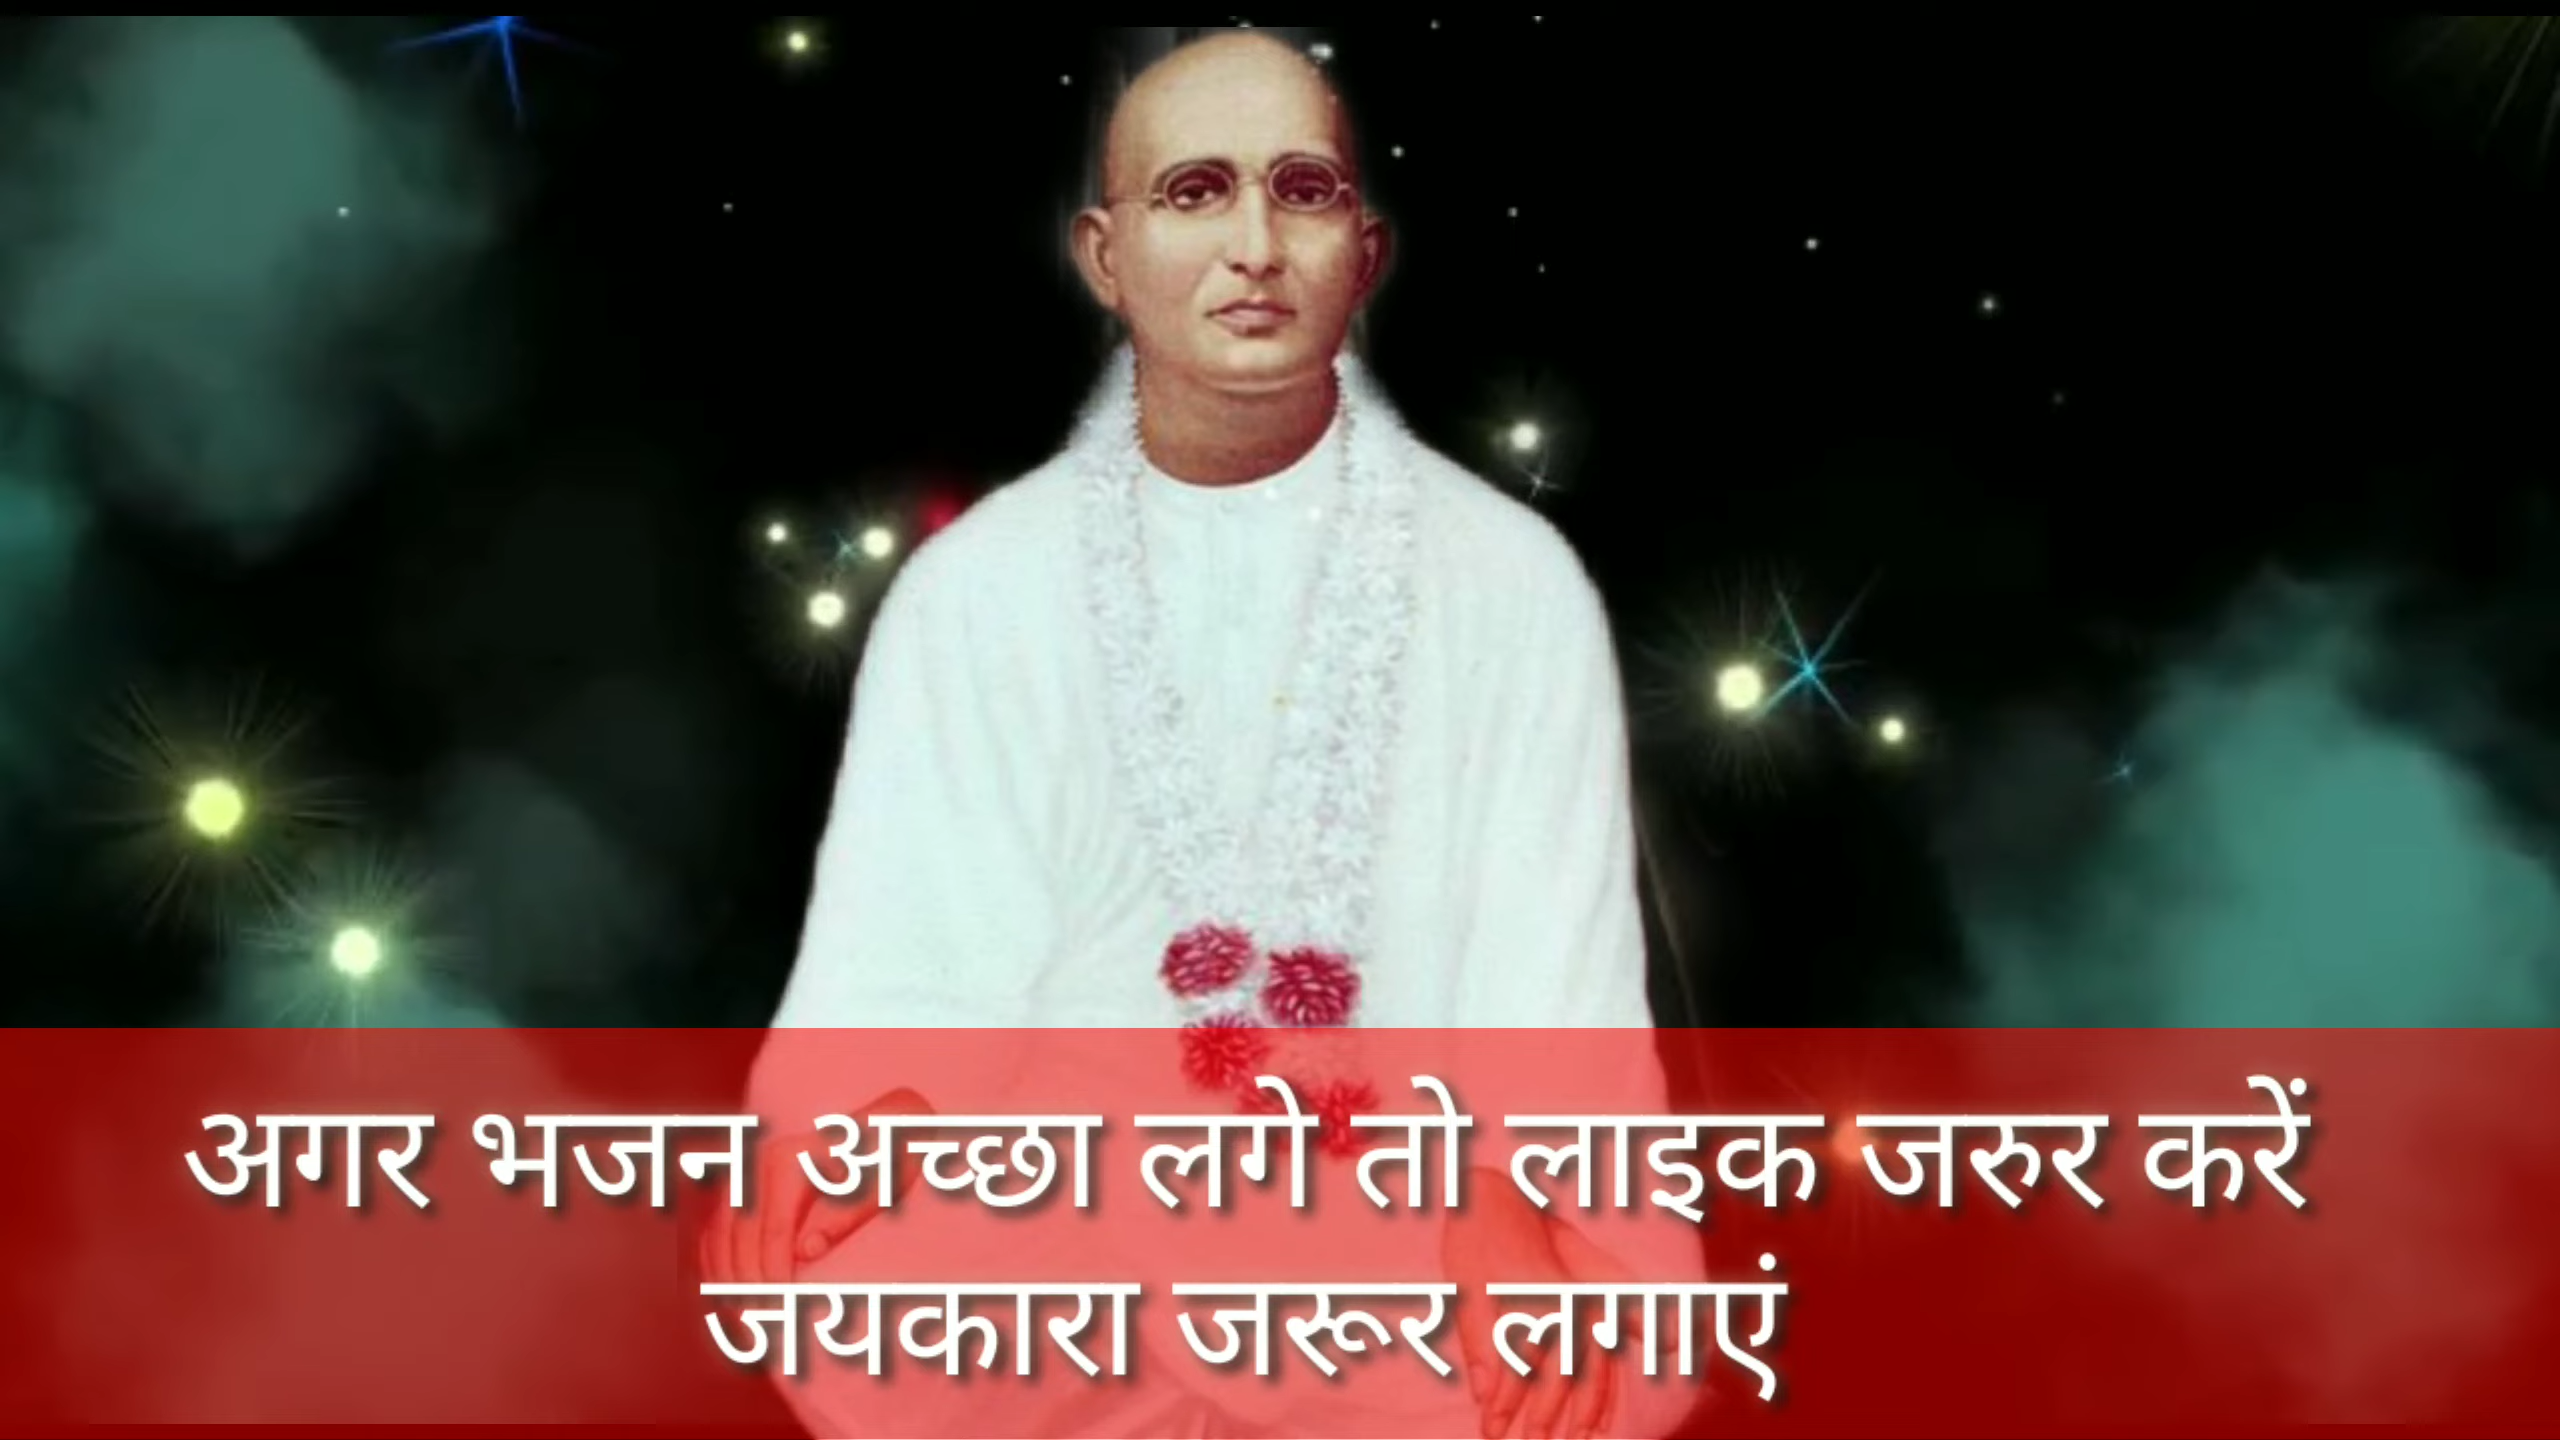 अगर भजन अच्छा लगे तो लाइक जरुर करें
जयकारा जरूर लगाएं